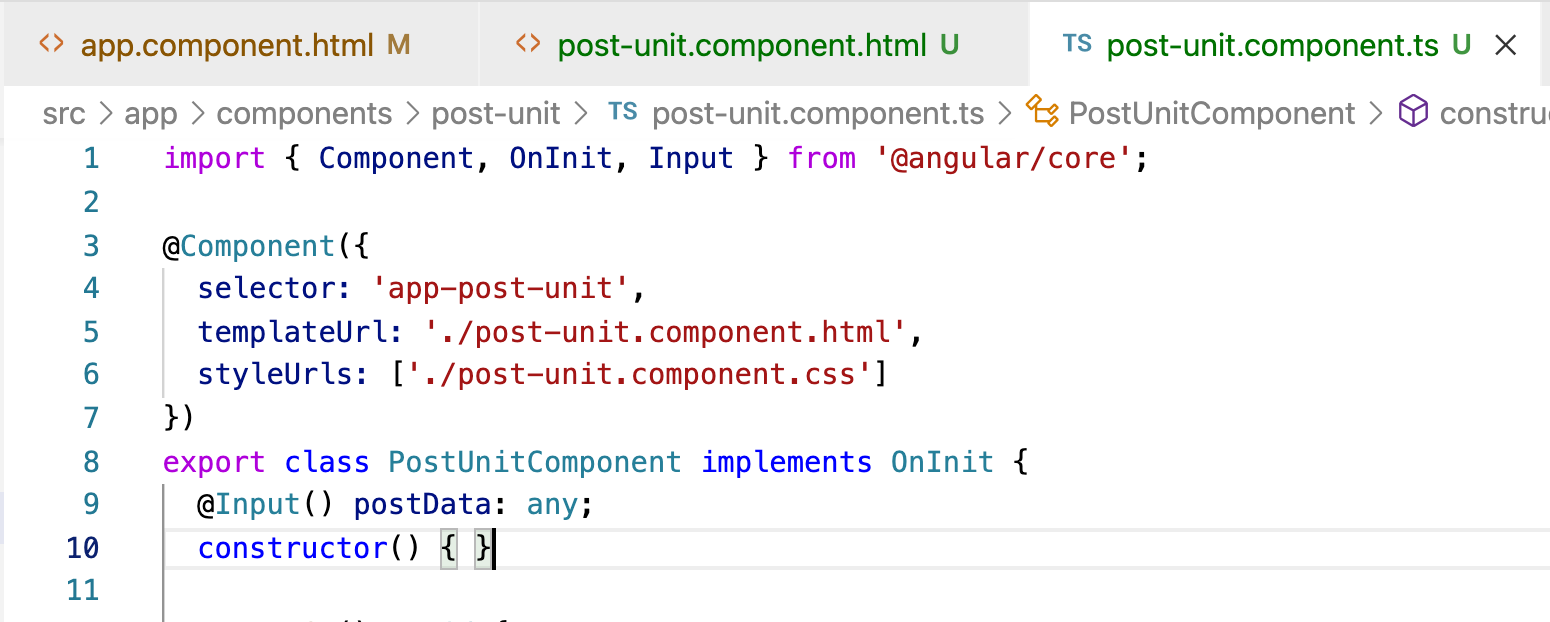 <> app.component.html M <> post-unit.component.html U TS post-unit.component.ts U ×
src > app > components > post-unit > TS post-unit.component.ts > PostUnitComponent >
1 import { Component, OnInit, Input } from '@angular/core';
2
3 @Component({
4 selector: 'app-post-unit',
5 templateUrl: './post-unit.component.html',
6 styleUrls: ['./post-unit.component.css']
7 })
8 export class PostUnitComponent implements OnInit {
9 @Input() postData: any;
10 constructor() { }
11